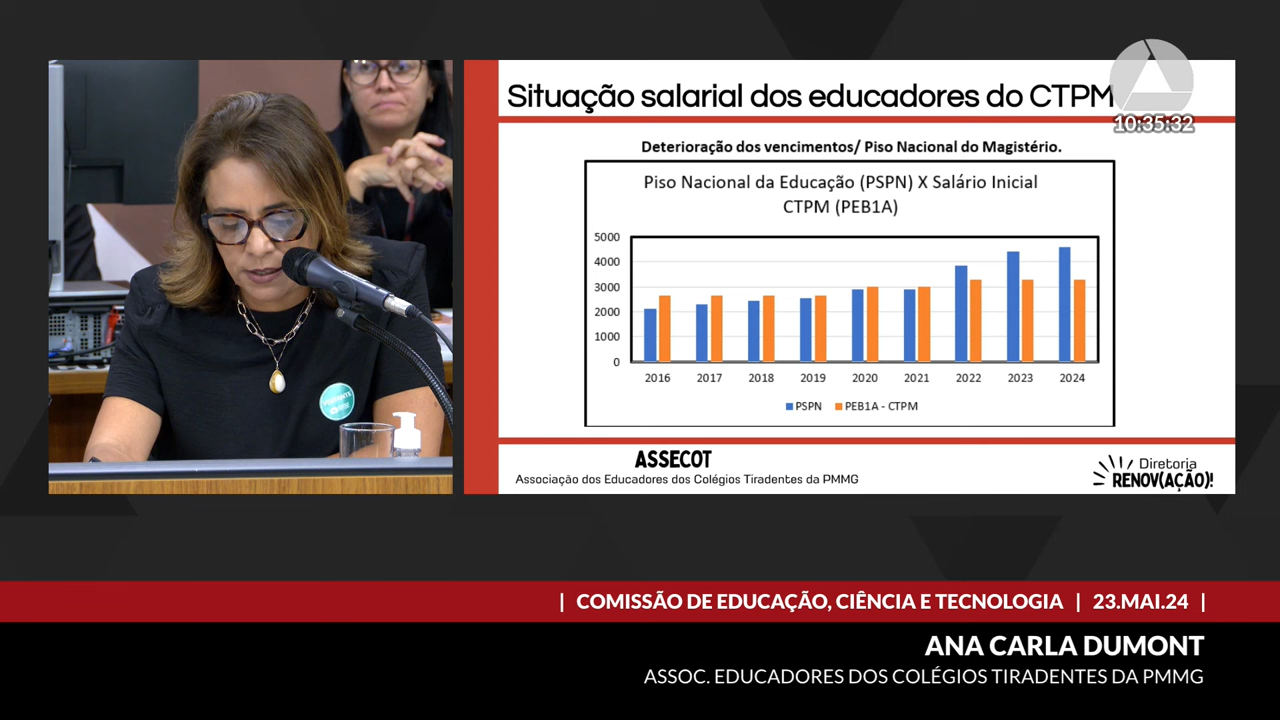 Situação salarial dos educadores do CTPM
10:35:32
Deterioração dos vencimentos/ Piso Nacional do Magistério.
Piso Nacional da Educação (PSPN) X Salário Inicial
CTPM (PEB1A)
5000
4000
3000
2000
1000
0
2016 2017 2018 2019 2020 2021 2022 2023 2024
PSPN PEB1A - CTPM
ASSECOT
Associação dos Educadores dos Colégios Tiradentes da PMMG
Diretoria
RENOV(AÇÃO)!
| COMISSÃO DE EDUCAÇÃO, CIÊNCIA E TECNOLOGIA | 23.MAI.24 |
ANA CARLA DUMONT
ASSOC. EDUCADORES DOS COLÉGIOS TIRADENTES DA PMMG